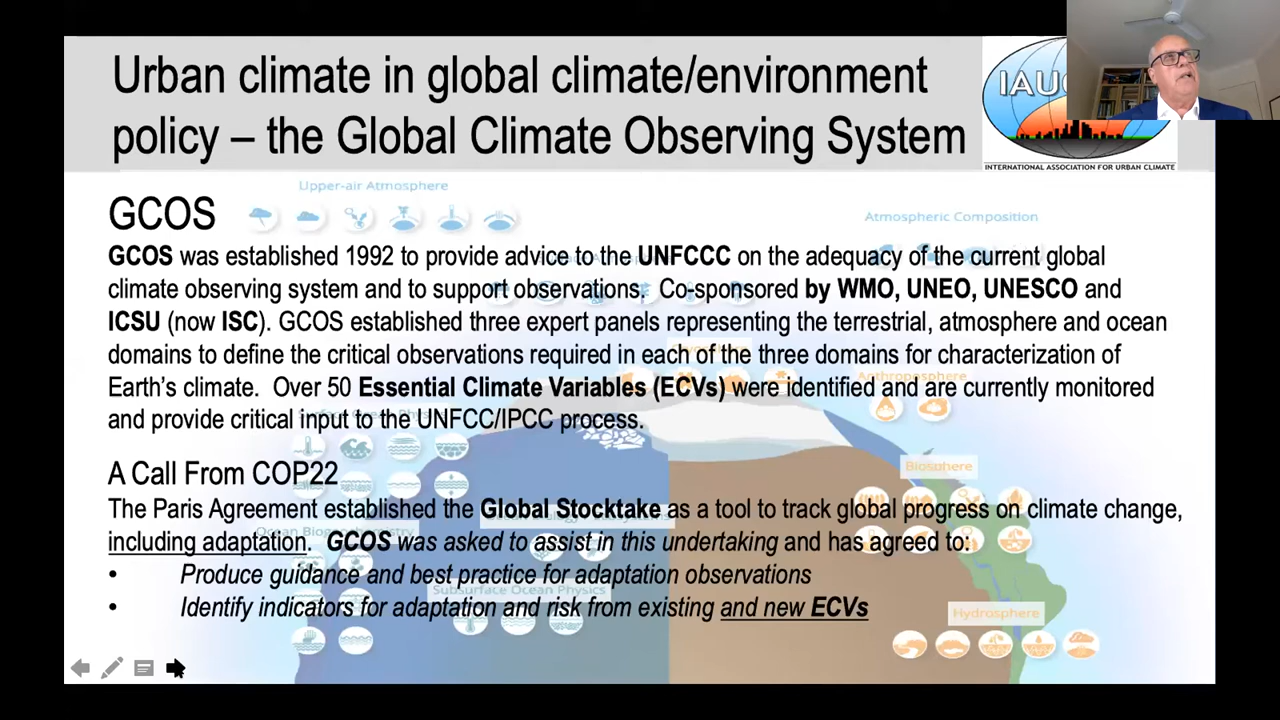 Urban climate in global climate/environment
policy – the Global Climate Observing System
IAU
INTERNATIONAL ASSOCIATION FOR URBAN CLIMATE
Upper-air Atmosphere
Atmospheric Composition
GCOS
GCOS was established 1992 to provide advice to the UNFCCC on the adequacy of the current global
climate observing system and to support observations. Co-sponsored by WMO, UNEO, UNESCO and
ICSU (now ISC). GCOS established three expert panels representing the terrestrial, atmosphere and ocean
domains to define the critical observations required in each of the three domains for characterization of
Earth's climate. Over 50 Essential Climate Variables (ECVs) were identified and are currently monitored
and provide critical input to the UNFCC/IPCC process.
Anthroposphere
Biosphere
A Call From COP22
The Paris Agreement established the Global Stocktake as a tool to track global progress on climate change,
including adaptation. GCOS was asked to assist in this undertaking and has agreed to:
• Produce guidance and best practice for adaptation observations
Subsurface Ocean Physics
• Identify indicators for adaptation and risk from existing and new ECVs
Hydrosphere